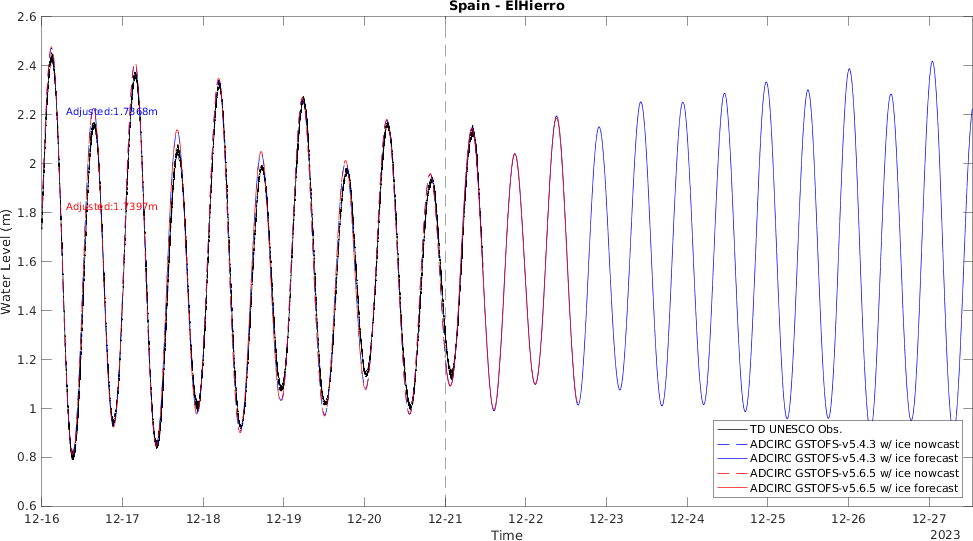 Spain - ElHierro
2.6
2.4
2.2
2
1.8
1.6
1.4
1.2
1
0.8
0.6
Water Level (m)
Adjusted:1.7368m
Adjusted:1.7397m
12-16
12-17
12-18
12-19
12-20
12-21
12-22
12-23
12-24
12-25
12-26
12-27
2023
Time
TD UNESCO Obs.
ADCIRC GSTOFS-v5.4.3 w/ ice nowcast
ADCIRC GSTOFS-v5.4.3 w/ ice forecast
ADCIRC GSTOFS-v5.6.5 w/ ice nowcast
ADCIRC GSTOFS-v5.6.5 w/ ice forecast